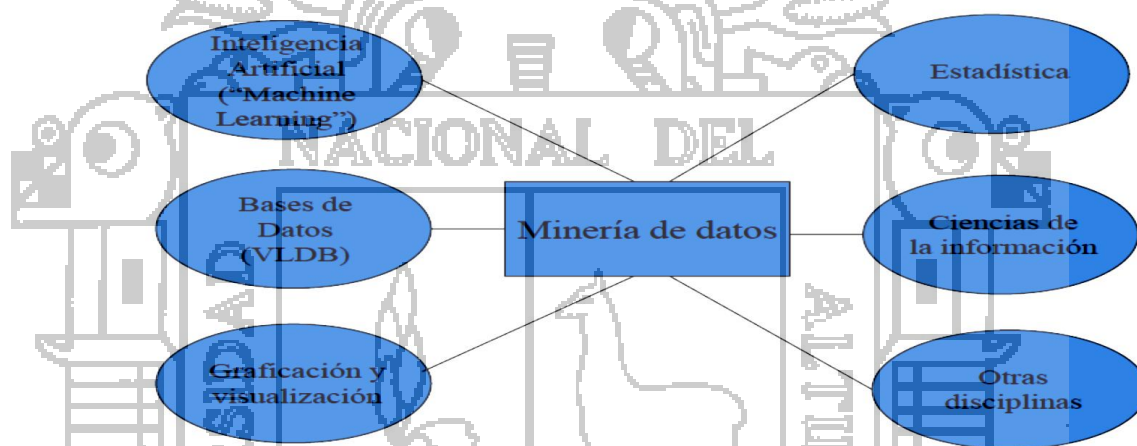 Inteligencia
Artificial
(“Machine
Learning”)
Estadística
NACIONAL DEL
Bases de
Datos
(VLDB)
Minería de datos
Ciencias de
la información
Graficación y
visualización
Otras
disciplinas